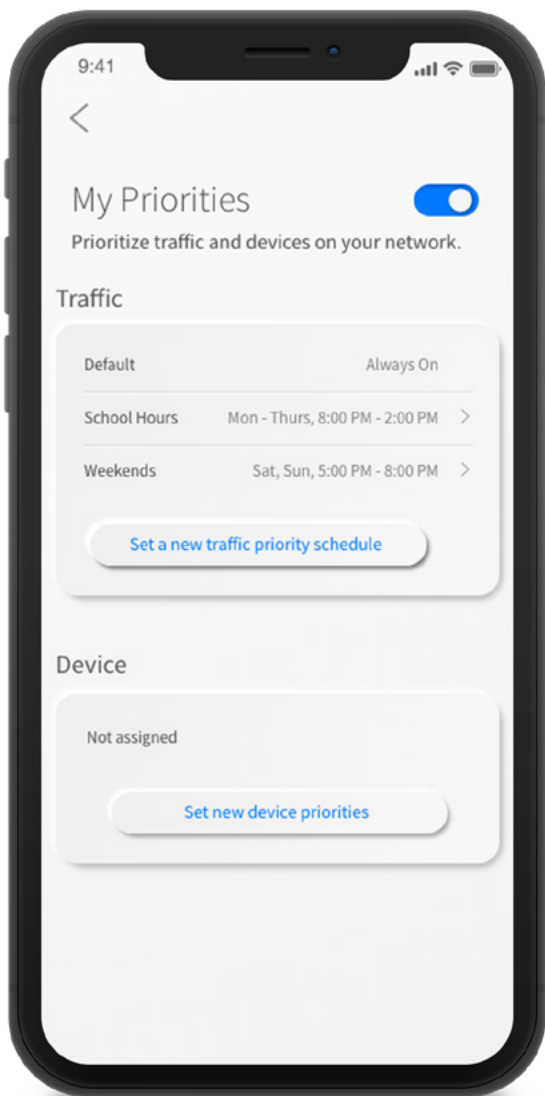 9:41
My Priorities
Prioritize traffic and devices on your network.
Traffic
Default Always On
School Hours Mon - Thurs, 8:00 PM - 2:00 PM
Weekends Sat, Sun, 5:00 PM - 8:00 PM
Set a new traffic priority schedule
Device
Not assigned
Set new device priorities